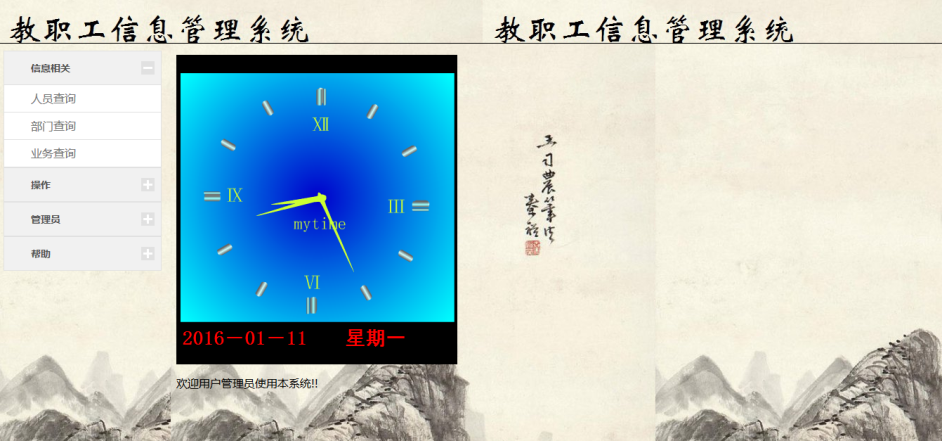 教职工信息管理系统
教职工信息管理系统
信息相关
人员查询
部门查询
业务查询
操作
管理员
帮助
XII
III
VI
IX
mytime
2016-01-11 星期一
欢迎用户管理员使用本系统!!